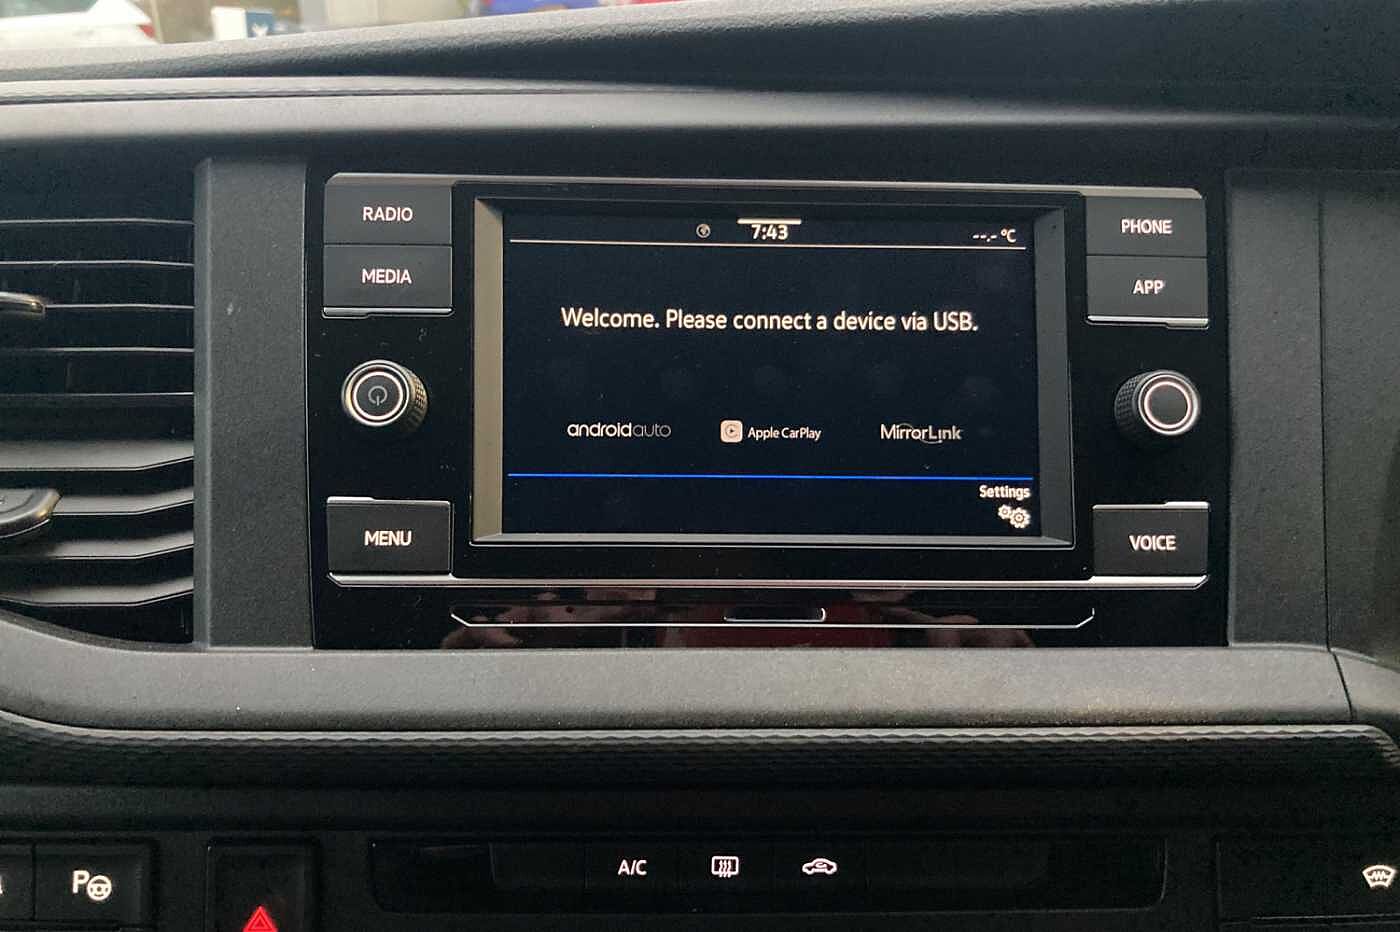 RADIO
MEDIA
MENU
7:43
--.- °C
Welcome. Please connect a device via USB.
androidauto
Apple CarPlay
MirrorLink
Settings
PHONE
APP
VOICE
P
A/C